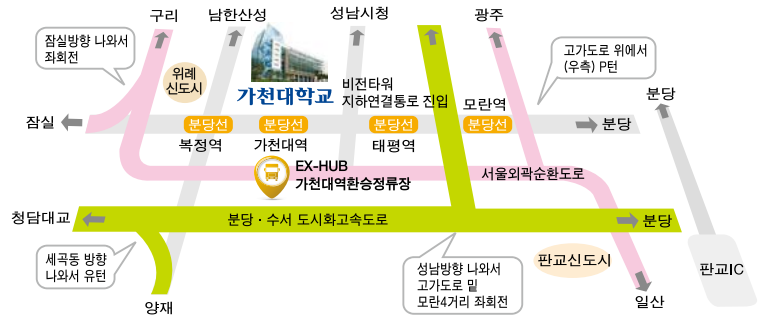 구리
남한산성
성남시청
광주
잠실방향 나와서
좌회전
고가도로 위에서
(우측) P턴
위례
신도시
가천대학교
비전타워
지하연결통로 진입
모란역
분당
잠실
분당선
분당선
분당선
분당선
분당
복정역
가천대역
태평역
EX-HUB
가천대역환승정류장
서울외곽순환도로
청담대교
분당 · 수서 도시화고속도로
분당
세곡동 방향
나와서 유턴
성남방향 나와서
고가도로 밑
모란4거리 좌회전
판교신도시
판교IC
양재
일산